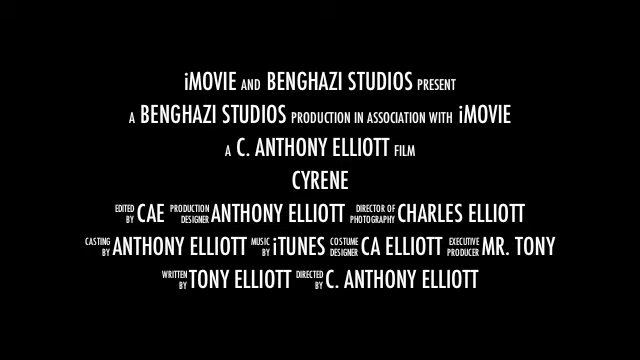 iMOVIE AND BENGHAZI STUDIOS PRESENT
A BENGHAZI STUDIOS PRODUCTION IN ASSOCIATION WITH iMOVIE
A C. ANTHONY ELLIOTT FILM
CYRENE
EDITED BY CAE PRODUCTION DESIGNER ANTHONY ELLIOTT DIRECTOR OF PHOTOGRAPHY CHARLES ELLIOTT
CASTING BY ANTHONY ELLIOTT MUSIC BY iTUNES COSTUME DESIGNER CA ELLIOTT EXECUTIVE PRODUCER MR. TONY
WRITTEN BY TONY ELLIOTT DIRECTED BY C. ANTHONY ELLIOTT